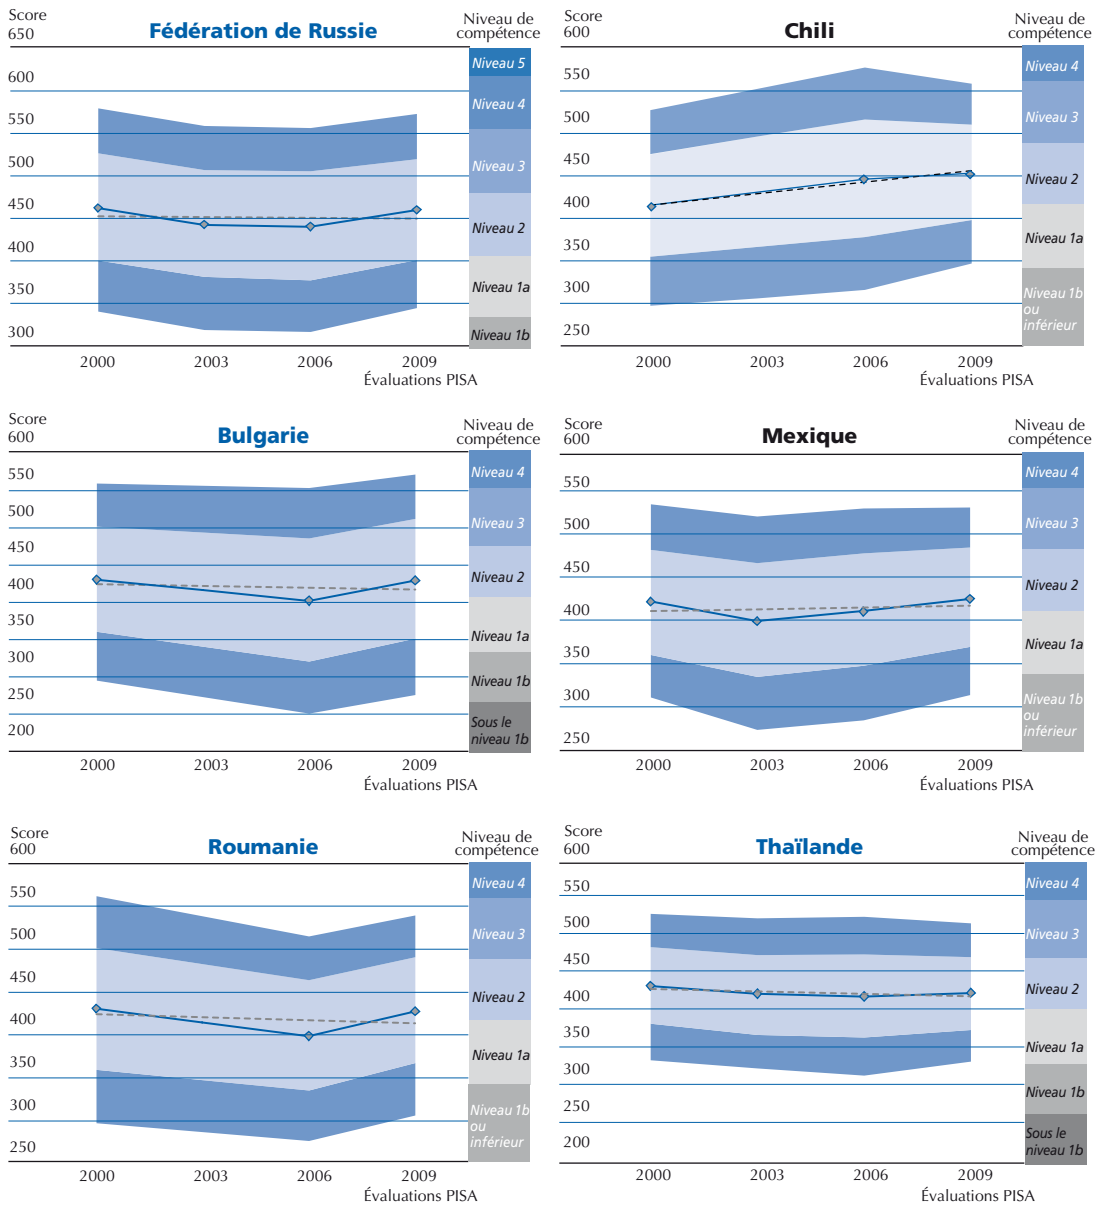 Score
650
Fédération de Russie
Niveau de
compétence
600
550
500
450
400
350
300
Niveau 5
Niveau 4
Niveau 3
Niveau 2
Niveau 1a
Niveau 1b
2000 2003 2006 2009
Évaluations PISA
Score
600
Chili
Niveau de
compétence
550
500
450
400
350
300
250
Niveau 4
Niveau 3
Niveau 2
Niveau 1a
Niveau 1b
ou
inférieur
2000 2003 2006 2009
Évaluations PISA
Score
600
Bulgarie
Niveau de
compétence
550
500
450
400
350
300
250
200
Niveau 4
Niveau 3
Niveau 2
Niveau 1a
Niveau 1b
Sous le
niveau 1b
2000 2003 2006 2009
Évaluations PISA
Score
600
Mexique
Niveau de
compétence
550
500
450
400
350
300
250
Niveau 4
Niveau 3
Niveau 2
Niveau 1a
Niveau 1b
ou
inférieur
2000 2003 2006 2009
Évaluations PISA
Score
600
Roumanie
Niveau de
compétence
550
500
450
400
350
300
250
Niveau 4
Niveau 3
Niveau 2
Niveau 1a
Niveau 1b
ou
inférieur
2000 2003 2006 2009
Évaluations PISA
Score
600
Thaïlande
Niveau de
compétence
550
500
450
400
350
300
250
200
Niveau 4
Niveau 3
Niveau 2
Niveau 1a
Niveau 1b
Sous le
niveau 1b
2000 2003 2006 2009
Évaluations PISA